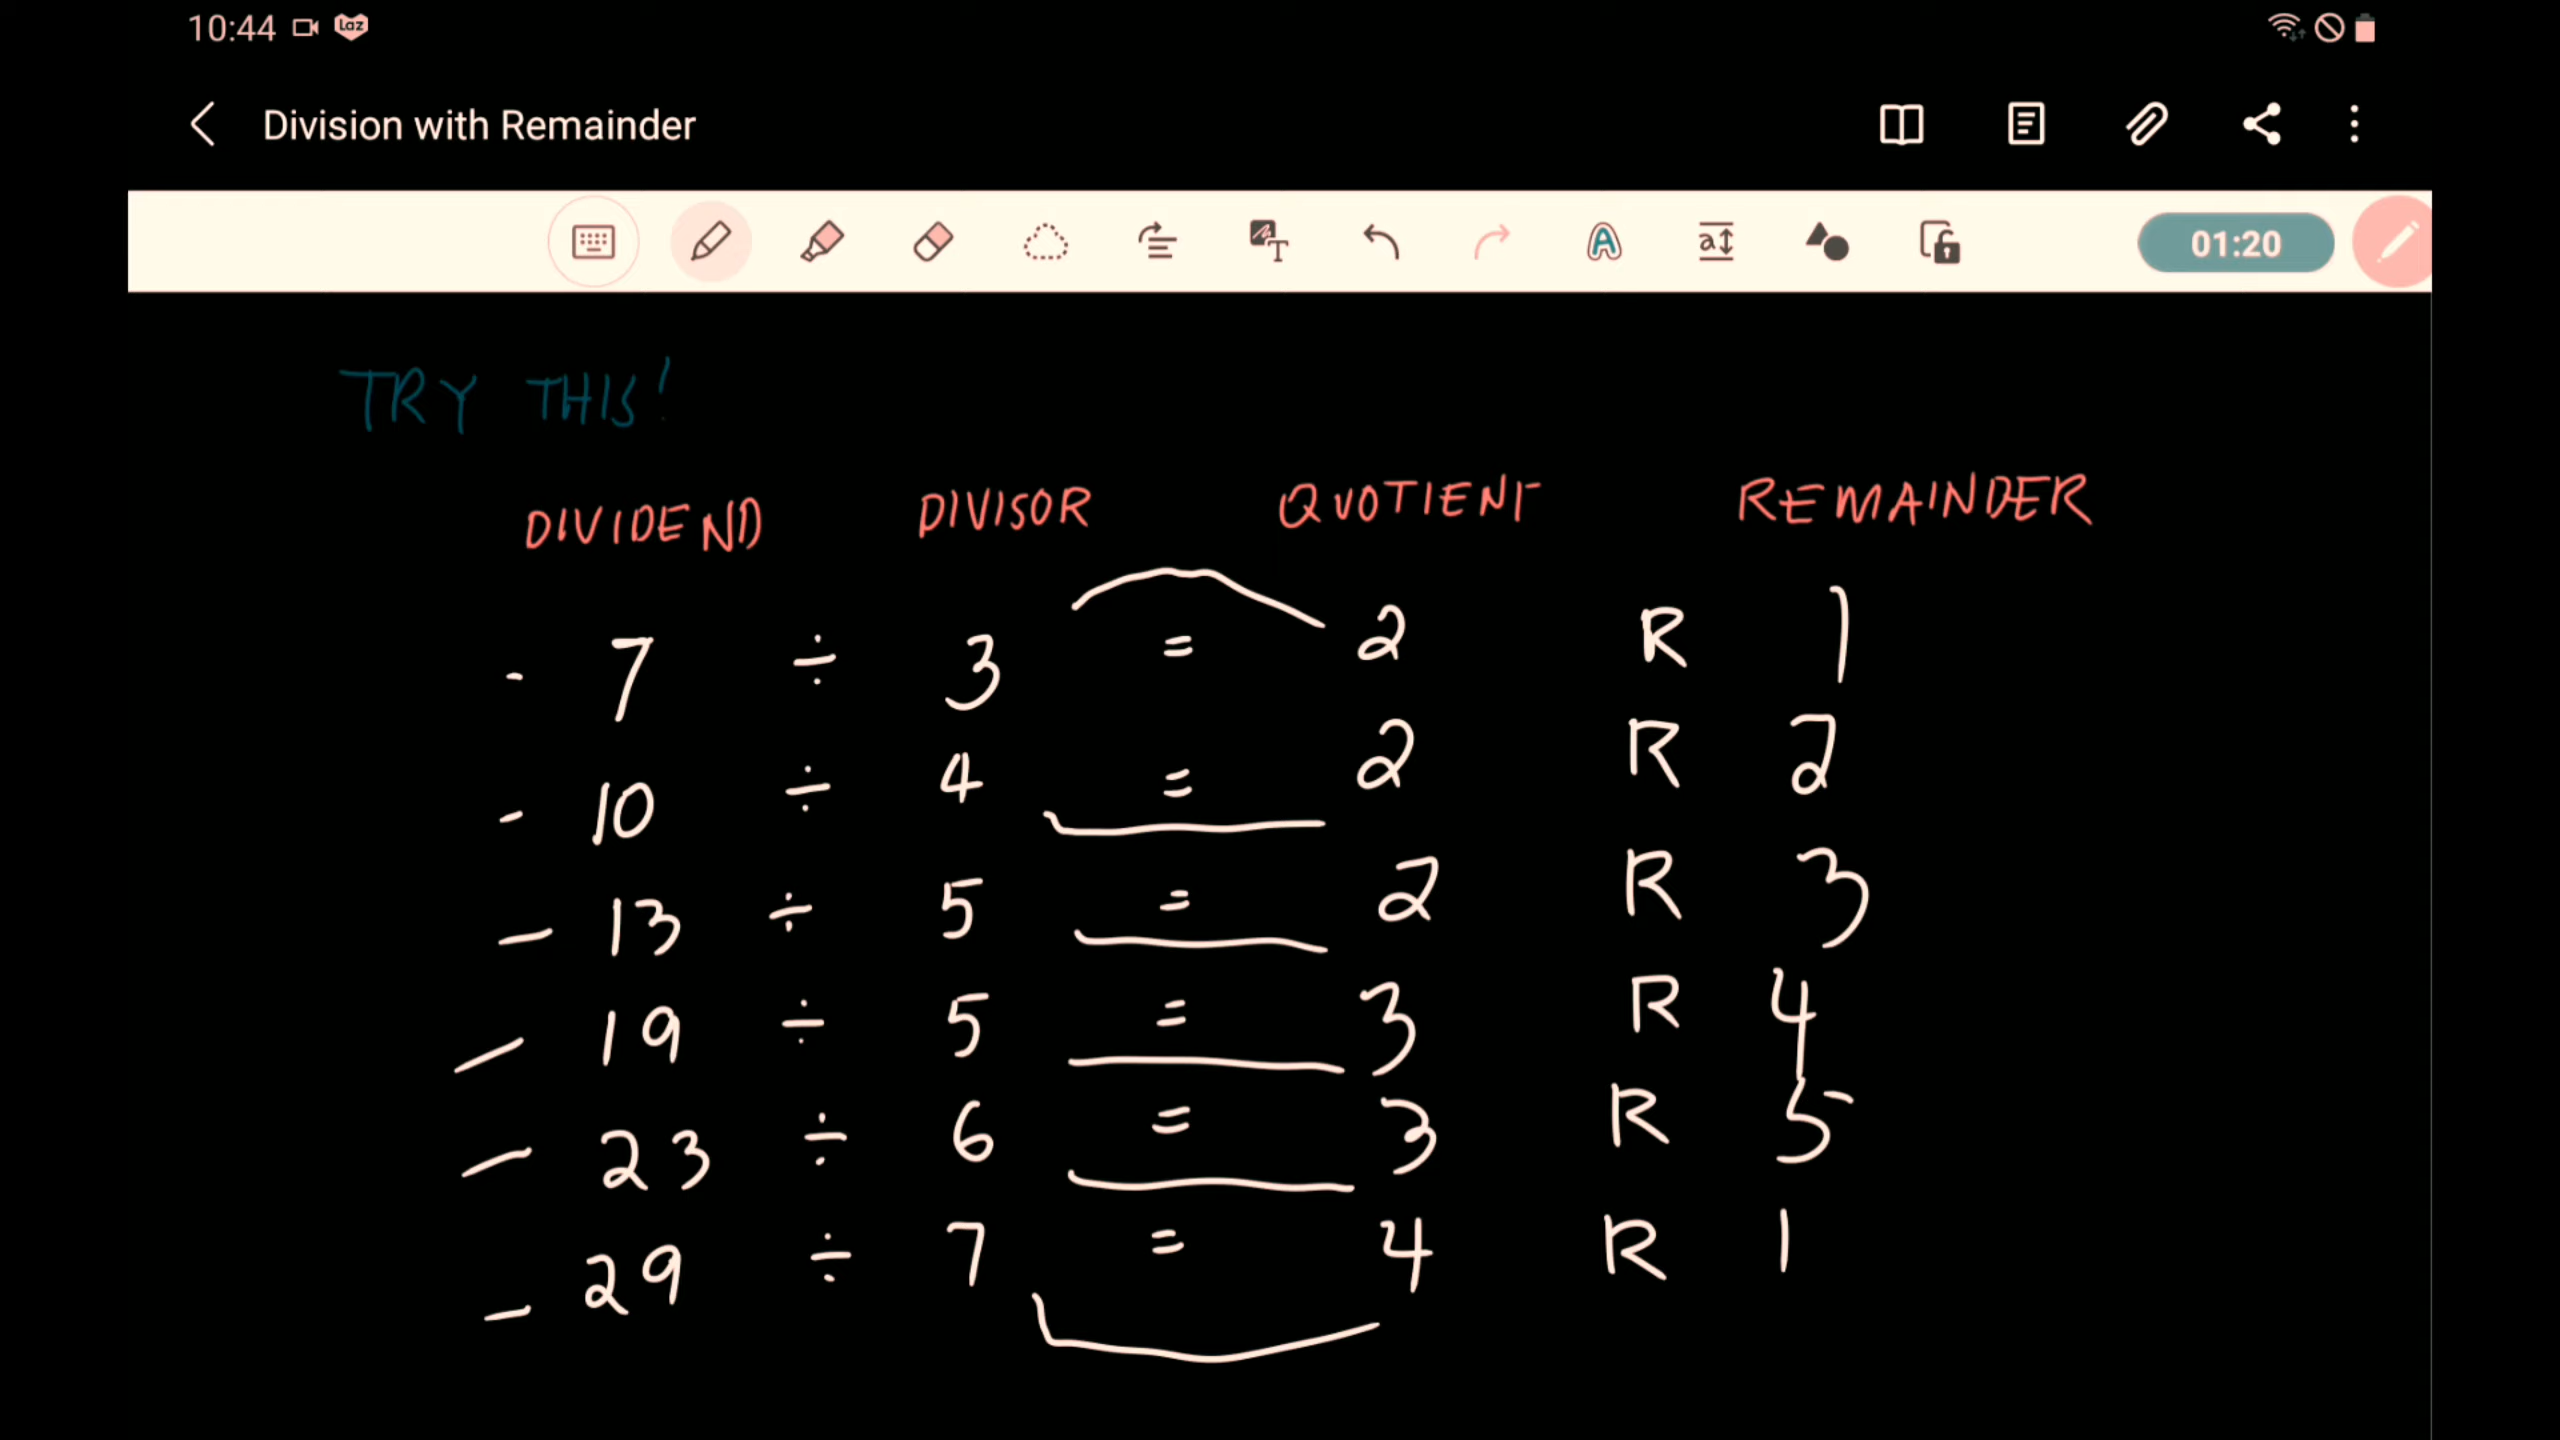 10:44 Laz
Division with Remainder
T a A 01:20
TRY THIS!
DIVIDEND DIVISOR QUOTIENT REMAINDER
- 7 ÷ 3 = 2 R 1
- 10 ÷ 4 = 2 R 2
- 13 ÷ 5 = 2 R 3
- 19 ÷ 5 = 3 R 4
- 23 ÷ 6 = 3 R 5
- 29 ÷ 7 = 4 R 1